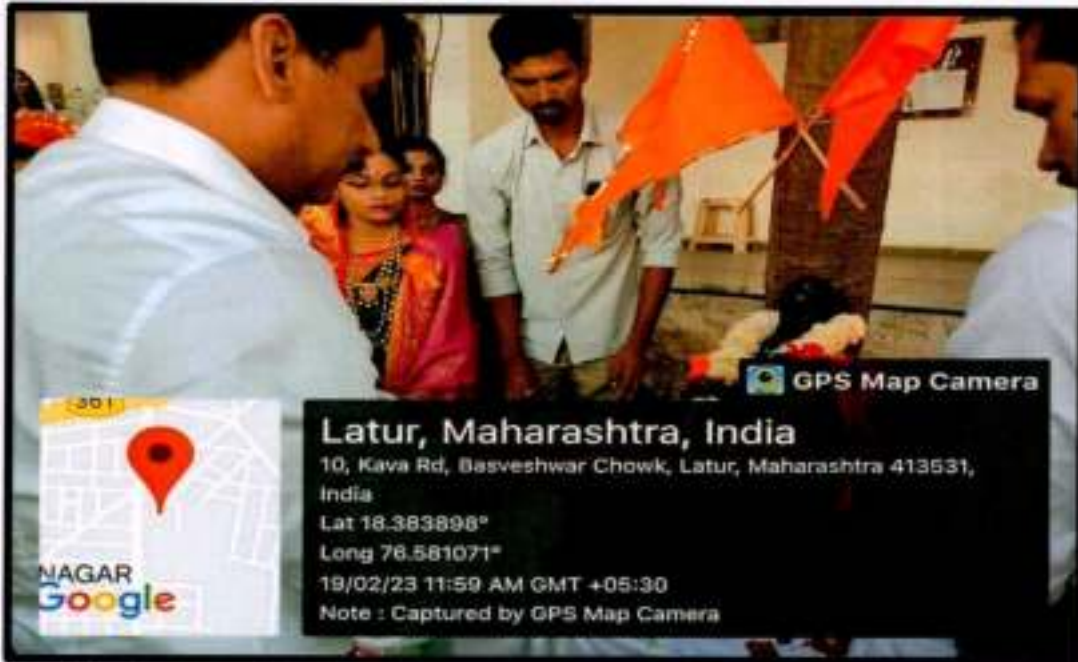 GPS Map Camera
361
Latur, Maharashtra, India
10, Kava Rd, Basveshwar Chowk, Latur, Maharashtra 413531,
India
Lat 18.383898°
Long 76.581071°
19/02/23 11:59 AM GMT +05:30
Note : Captured by GPS Map Camera
NAGAR
Google